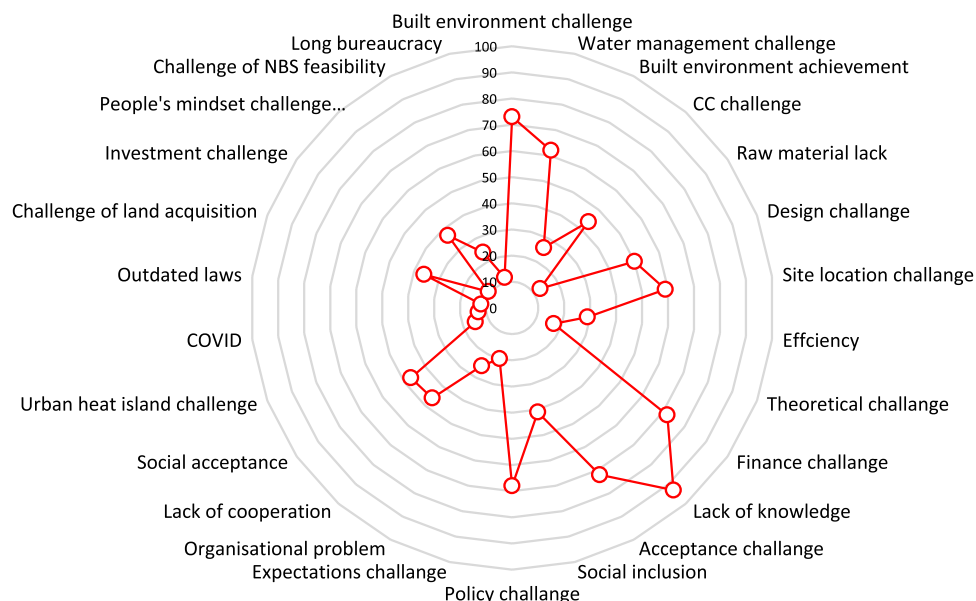 Built environment challenge
Water management challenge
Built environment achievement
CC challenge
Raw material lack
Design challange
Site location challange
Effciency
Theoretical challange
Finance challange
Lack of knowledge
Acceptance challange
Social inclusion
Policy challange
Expectations challange
Organisational problem
Lack of cooperation
Social acceptance
Urban heat island challenge
COVID
Outdated laws
Challenge of land acquisition
Investment challenge
People's mindset challenge...
Challenge of NBS feasibility
Long bureaucracy
100
90
80
70
60
50
40
30
20
10
0